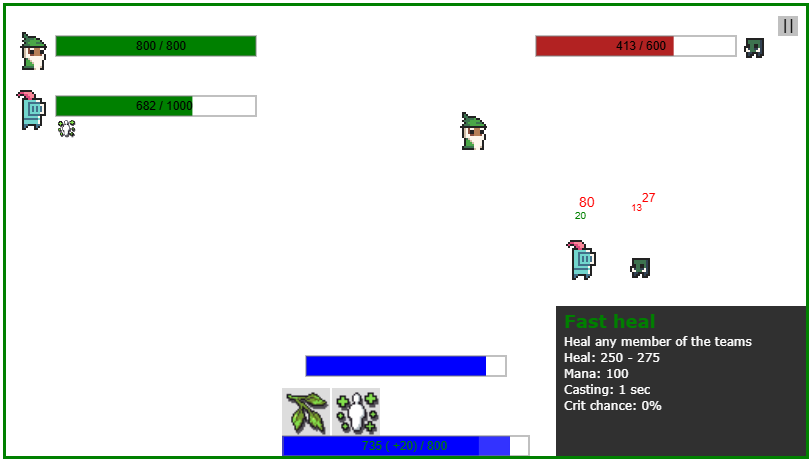 800 / 800
413 / 600
682 / 1000
80
27
13
20
Fast heal
Heal any member of the teams
Heal: 250 - 275
Mana: 100
Casting: 1 sec
Crit chance: 0%
735 ( +20) / 800